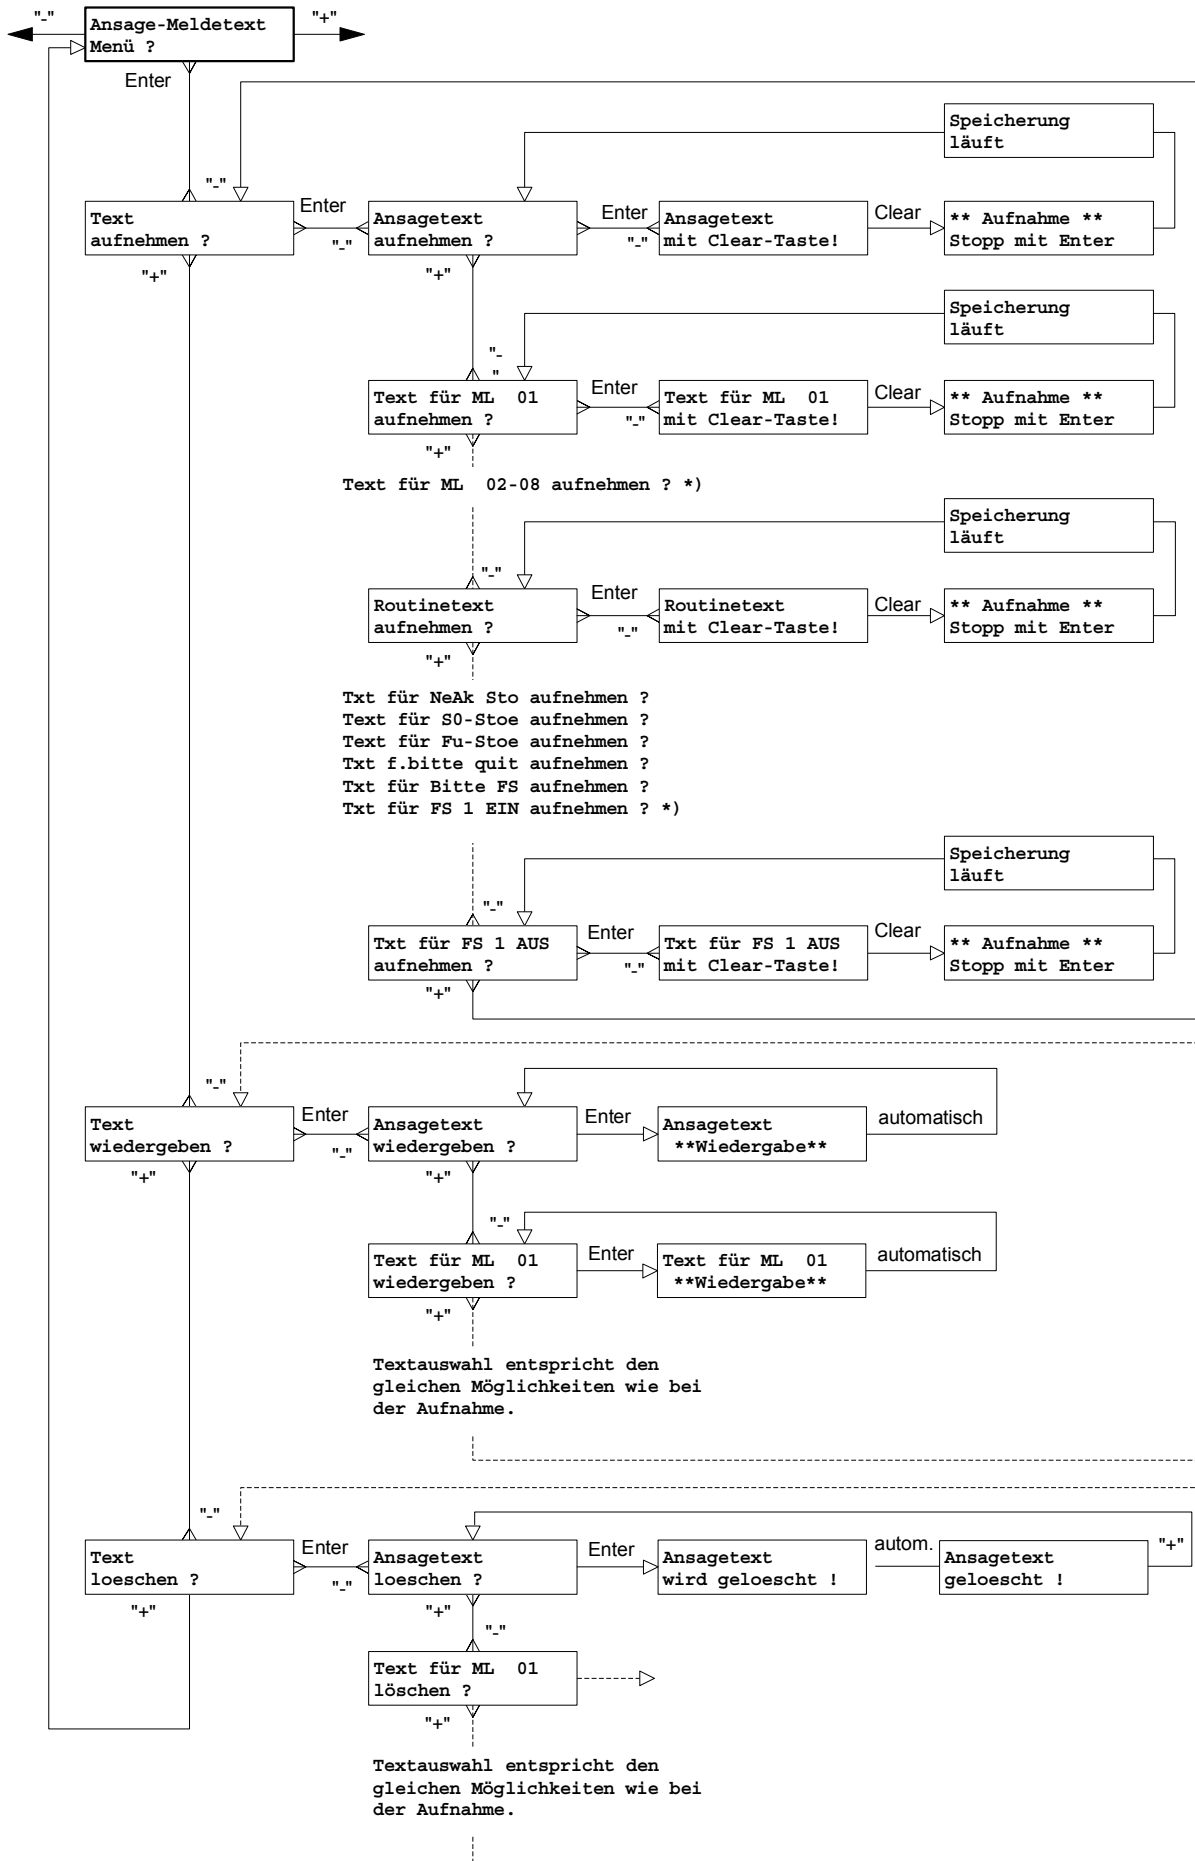 "-"
Ansage-Meldetext
Menü ?
"+"
Enter
Speicherung
läuft
"-"
Text
aufnehmen ?
"+"
Enter
"-"
Ansagetext
aufnehmen ?
"+"
Enter
"-"
Ansagetext
mit Clear-Taste!
Clear
** Aufnahme **
Stopp mit Enter
Speicherung
läuft
"-
"
Text für ML  01
aufnehmen ?
"+"
Enter
"-"
Text für ML  01
mit Clear-Taste!
Clear
** Aufnahme **
Stopp mit Enter
Text für ML  02-08 aufnehmen ? *)
Speicherung
läuft
"-"
Routinetext
aufnehmen ?
"+"
Enter
"-"
Routinetext
mit Clear-Taste!
Clear
** Aufnahme **
Stopp mit Enter
Txt für NeAk Sto aufnehmen ?
Text für S0-Stoe aufnehmen ?
Text für Fu-Stoe aufnehmen ?
Txt f.bitte quit aufnehmen ?
Txt für Bitte FS aufnehmen ?
Txt für FS 1 EIN aufnehmen ? *)
Speicherung
läuft
"-"
Txt für FS 1 AUS
aufnehmen ?
"+"
Enter
"-"
Txt für FS 1 AUS
mit Clear-Taste!
Clear
** Aufnahme **
Stopp mit Enter
"-"
Text
wiedergeben ?
"+"
Enter
"-"
Ansagetext
wiedergeben ?
"+"
Enter
Ansagetext
**Wiedergabe**
automatisch
"-"
Text für ML  01
wiedergeben ?
"+"
Enter
Text für ML  01
**Wiedergabe**
automatisch
Textauswahl entspricht den
gleichen Möglichkeiten wie bei
der Aufnahme.
"-"
Text
loeschen ?
"+"
Enter
"-"
Ansagetext
loeschen ?
"+"
Enter
Ansagetext
wird geloescht !
autom.
Ansagetext
geloescht !
"+"
"-"
Text für ML  01
löschen ?
"+"
Textauswahl entspricht den
gleichen Möglichkeiten wie bei
der Aufnahme.